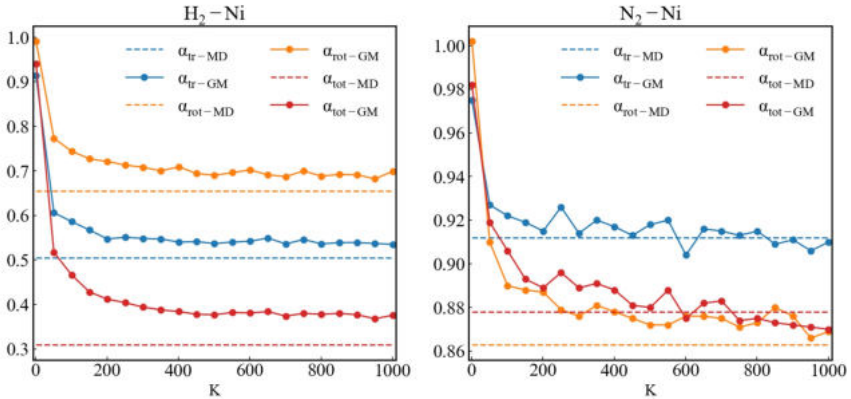 H₂−Ni
1.0
0.9
0.8
0.7
0.6
0.5
0.4
0.3
αtr−MD
αtr−GM
αrot−MD
αrot−GM
αtot−MD
αtot−GM
0 200 400 600 800 1000
K
N₂−Ni
1.00
0.98
0.96
0.94
0.92
0.90
0.88
0.86
αtr−MD
αtr−GM
αrot−MD
αrot−GM
αtot−MD
αtot−GM
0 200 400 600 800 1000
K